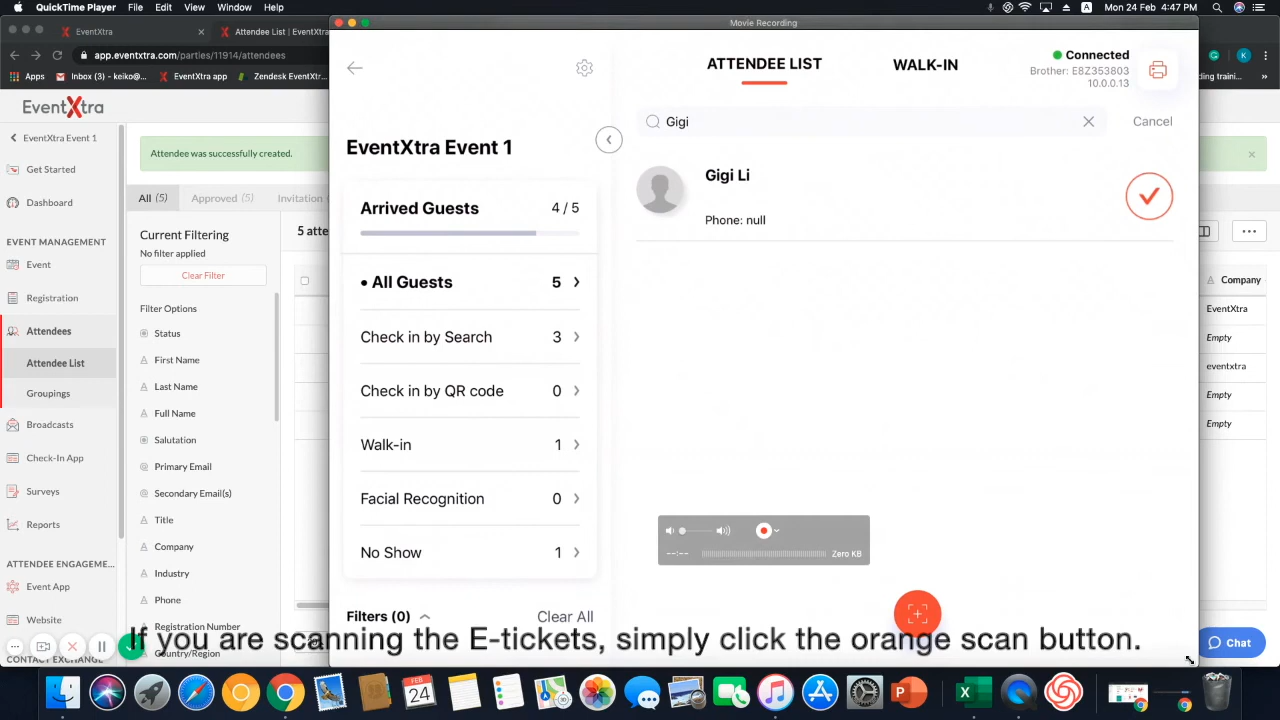 QuickTime Player File Edit View Window Help
Mon 24 Feb 4:47 PM
Movie Recording
EventXtra
Attendee List | EventXtra
app.eventxtra.com/parties/11914/attendees
Apps
Inbox (5) - keiko@...
EventXtra app
EventXtra
EventXtra Event 1
Get Started
Dashboard
EVENT MANAGEMENT
Event
Registration
Attendees
Attendee List
Groupings
Broadcasts
Check-In App
Surveys
Reports
ATTENDEE ENGAGEME...
Event App
Website
Attendee was successfully created.
All (5)
Approved (5)
Invitation
Current Filtering
No filter applied
Clear Filter
Filter Options
Status
First Name
Last Name
Full Name
Salutation
Primary Email
Secondary Email(s)
Title
Company
Industry
Phone
Registration Number
Country/Region
5 atte
EventXtra Event 1
Arrived Guests 4 / 5
• All Guests 5
Check in by Search 3
Check in by QR code 0
Walk-in 1
Facial Recognition 0
No Show 1
Filters (0)
Clear All
ATTENDEE LIST
WALK-IN
Connected
Brother: E8Z353803
10.0.0.13
Gigi
Cancel
Gigi Li
Phone: null
--:--
Zero KB
Company
EventXtra
Empty
eventxtra
Empty
Empty
Chat
If you are scanning the E-tickets, simply click the orange scan button.
FEB
24